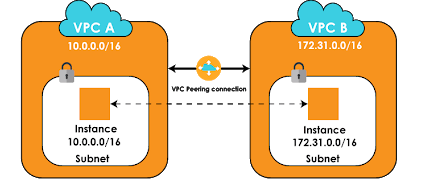 VPC A
10.0.0.0/16
VPC B
172.31.0.0/16
VPC Peering connection
Instance
10.0.0.0/16
Subnet
Instance
172.31.0.0/16
Subnet